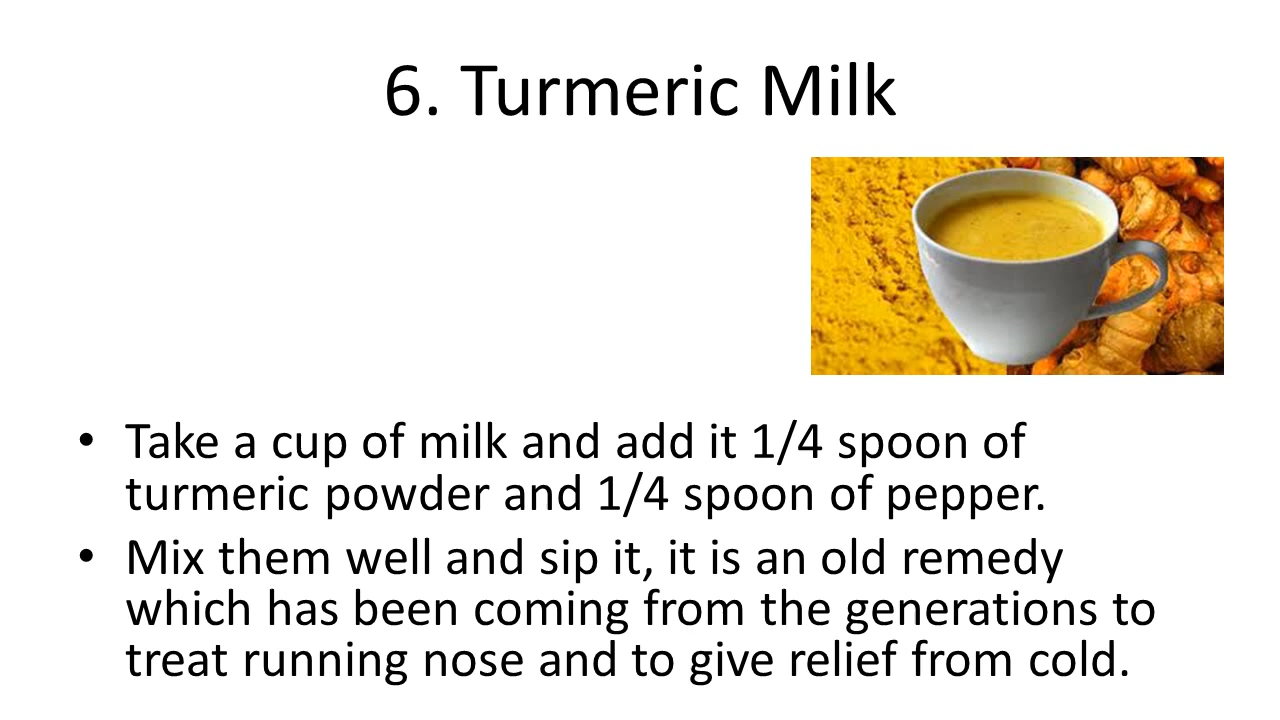 6. Turmeric Milk
• Take a cup of milk and add it 1/4 spoon of
turmeric powder and 1/4 spoon of pepper.
• Mix them well and sip it, it is an old remedy
which has been coming from the generations to
treat running nose and to give relief from cold.